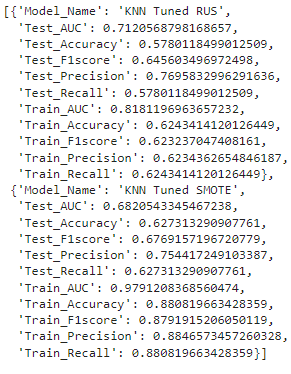 [{'Model_Name': 'KNN Tuned RUS',
'Test_AUC': 0.7120568798168657,
'Test_Accuracy': 0.5780118499012509,
'Test_F1score': 0.645603496972498,
'Test_Precision': 0.7695832996291636,
'Test_Recall': 0.5780118499012509,
'Train_AUC': 0.8181196963657232,
'Train_Accuracy': 0.6243414120126449,
'Train_F1score': 0.623237047408161,
'Train_Precision': 0.6234362654846187,
'Train_Recall': 0.6243414120126449},
{'Model_Name': 'KNN Tuned SMOTE',
'Test_AUC': 0.6820543345467238,
'Test_Accuracy': 0.627313290907761,
'Test_F1score': 0.6769157196720779,
'Test_Precision': 0.754417249103387,
'Test_Recall': 0.627313290907761,
'Train_AUC': 0.9791208368560474,
'Train_Accuracy': 0.880819663428359,
'Train_F1score': 0.8791915206050119,
'Train_Precision': 0.8846573457260328,
'Train_Recall': 0.880819663428359}]